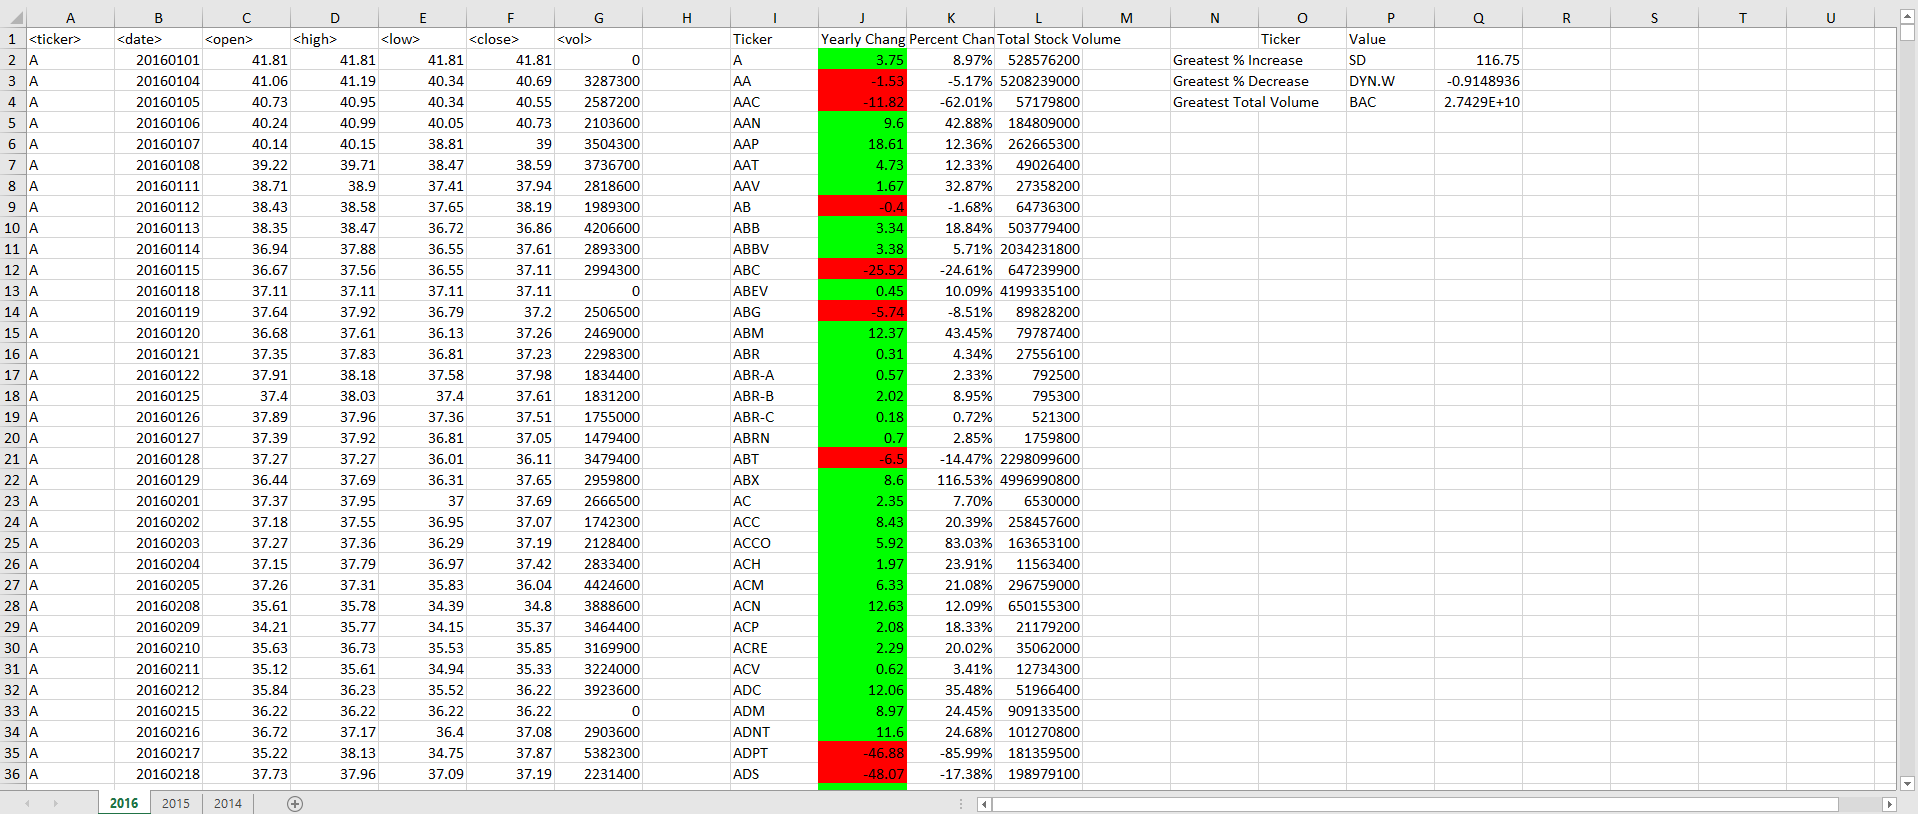 A B C D E F G H I J K L M N O P Q R S T U
1 <ticker> <date> <open> <high> <low> <close> <vol> Ticker Yearly Chang Percent Chan Total Stock Volume Ticker Value
2 A 20160101 41.81 41.81 41.81 41.81 0 A 3.75 8.97% 528576200 Greatest % Increase SD 116.75
3 A 20160104 41.06 41.19 40.34 40.69 3287300 AA -1.53 -5.17% 5208239000 Greatest % Decrease DYN.W -0.9148936
4 A 20160105 40.73 40.95 40.34 40.55 2587200 AAC -11.82 -62.01% 57179800 Greatest Total Volume BAC 2.7429E+10
5 A 20160106 40.24 40.99 40.05 40.73 2103600 AAN 9.6 42.88% 184809000
6 A 20160107 40.14 40.15 38.81 39 3504300 AAP 18.61 12.36% 262665300
7 A 20160108 39.22 39.71 38.47 38.59 3736700 AAT 4.73 12.33% 49026400
8 A 20160111 38.71 38.9 37.41 37.94 2818600 AAV 1.67 32.87% 27358200
9 A 20160112 38.43 38.58 37.65 38.19 1989300 AB -0.4 -1.68% 64736300
10 A 20160113 38.35 38.47 36.72 36.86 4206600 ABB 3.34 18.84% 503779400
11 A 20160114 36.94 37.88 36.55 37.61 2893300 ABBV 3.38 5.71% 2034231800
12 A 20160115 36.67 37.56 36.55 37.11 2994300 ABC -25.52 -24.61% 647239900
13 A 20160118 37.11 37.11 37.11 37.11 0 ABEV 0.45 10.09% 4199335100
14 A 20160119 37.64 37.92 36.79 37.2 2506500 ABG -5.74 -8.51% 89828200
15 A 20160120 36.68 37.61 36.13 37.26 2469000 ABM 12.37 43.45% 79787400
16 A 20160121 37.35 37.83 36.81 37.23 2298300 ABR 0.31 4.34% 27556100
17 A 20160122 37.91 38.18 37.58 37.98 1834400 ABR-A 0.57 2.33% 792500
18 A 20160125 37.4 38.03 37.4 37.61 1831200 ABR-B 2.02 8.95% 795300
19 A 20160126 37.89 37.96 37.36 37.51 1755000 ABR-C 0.18 0.72% 521300
20 A 20160127 37.39 37.92 36.81 37.05 1479400 ABRN 0.7 2.85% 1759800
21 A 20160128 37.27 37.27 36.01 36.11 3479400 ABT -6.5 -14.47% 2298099600
22 A 20160129 36.44 37.69 36.31 37.65 2959800 ABX 8.6 116.53% 4996990800
23 A 20160201 37.37 37.95 37 37.69 2666500 AC 2.35 7.70% 6530000
24 A 20160202 37.18 37.55 36.95 37.07 1742300 ACC 8.43 20.39% 258457600
25 A 20160203 37.27 37.36 36.29 37.19 2128400 ACCO 5.92 83.03% 163653100
26 A 20160204 37.15 37.79 36.97 37.42 2833400 ACH 1.97 23.91% 11563400
27 A 20160205 37.26 37.31 35.83 36.04 4424600 ACM 6.33 21.08% 296759000
28 A 20160208 35.61 35.78 34.39 34.8 3888600 ACN 12.63 12.09% 650155300
29 A 20160209 34.21 35.77 34.15 35.37 3464400 ACP 2.08 18.33% 21179200
30 A 20160210 35.63 36.73 35.53 35.85 3169900 ACRE 2.29 20.02% 35062000
31 A 20160211 35.12 35.61 34.94 35.33 3224000 ACV 0.62 3.41% 12734300
32 A 20160212 35.84 36.23 35.52 36.22 3923600 ADC 12.06 35.48% 51966400
33 A 20160215 36.22 36.22 36.22 36.22 0 ADM 8.97 24.45% 909133500
34 A 20160216 36.72 37.17 36.4 37.08 2903600 ADNT 11.6 24.68% 101270800
35 A 20160217 35.22 38.13 34.75 37.87 5382300 ADPT -46.88 -85.99% 181359500
36 A 20160218 37.73 37.96 37.09 37.19 2231400 ADS -48.07 -17.38% 198979100
2016 2015 2014